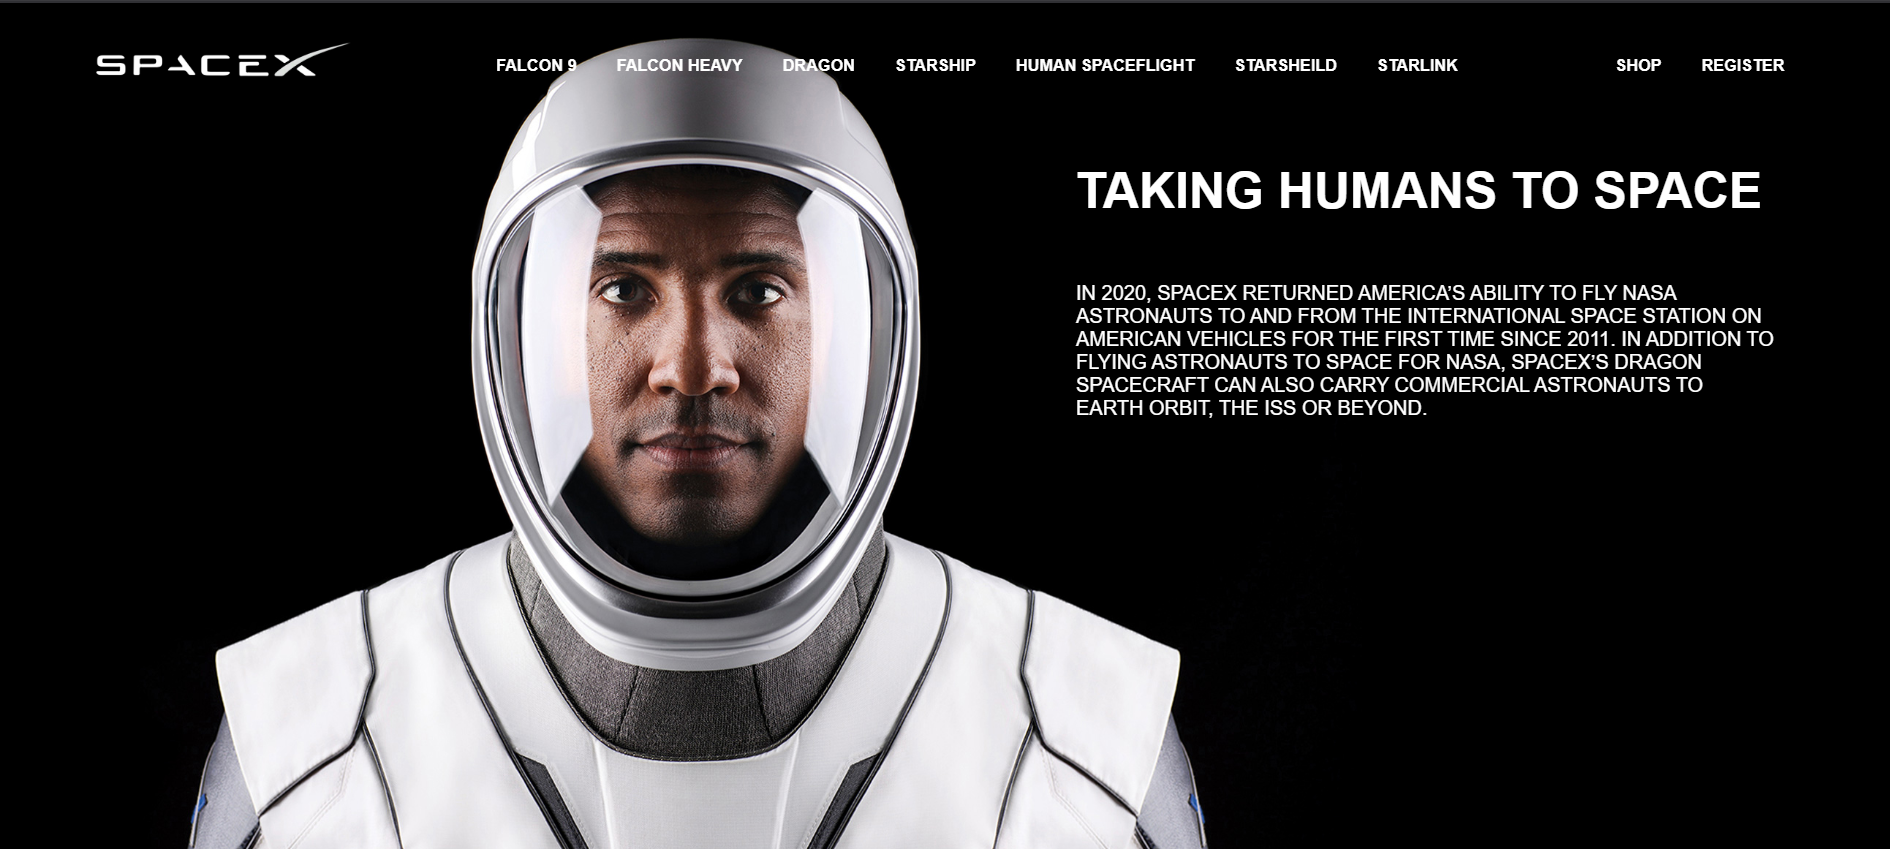 SPACEX
FALCON 9 FALCON HEAVY DRAGON STARSHIP HUMAN SPACEFLIGHT STARSHEILD STARLINK SHOP REGISTER
TAKING HUMANS TO SPACE
IN 2020, SPACEX RETURNED AMERICA’S ABILITY TO FLY NASA
ASTRONAUTS TO AND FROM THE INTERNATIONAL SPACE STATION ON
AMERICAN VEHICLES FOR THE FIRST TIME SINCE 2011. IN ADDITION TO
FLYING ASTRONAUTS TO SPACE FOR NASA, SPACEX’S DRAGON
SPACECRAFT CAN ALSO CARRY COMMERCIAL ASTRONAUTS TO
EARTH ORBIT, THE ISS OR BEYOND.